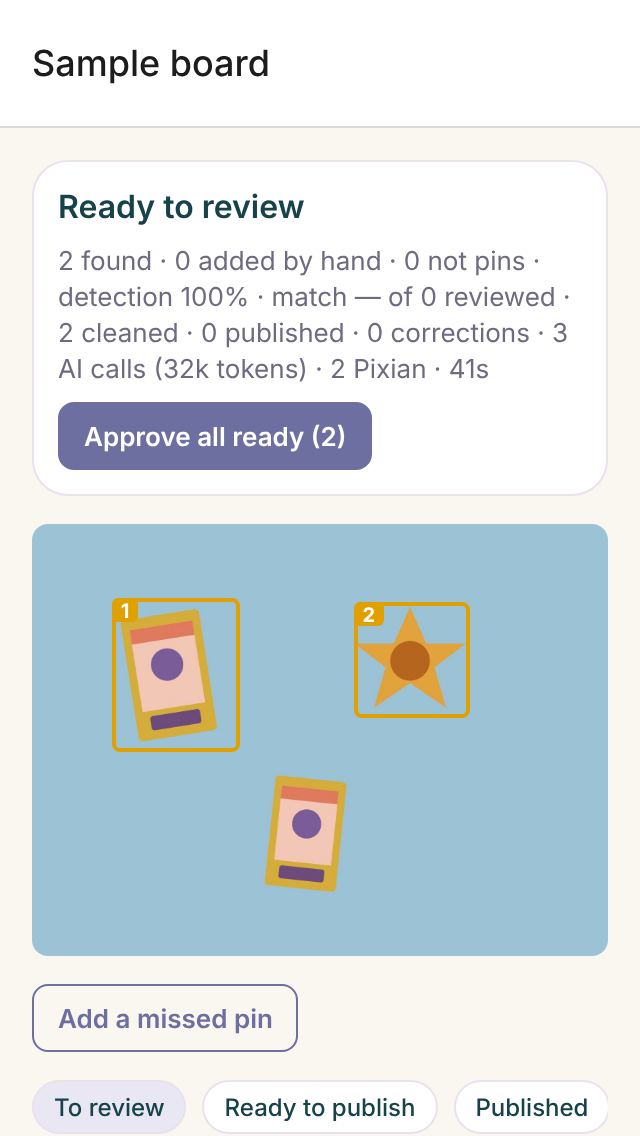 Sample board
Ready to review
2 found · 0 added by hand · 0 not pins ·
detection 100% · match — of 0 reviewed ·
2 cleaned · 0 published · 0 corrections · 3
AI calls (32k tokens) · 2 Pixian · 41s
Approve all ready (2)
1
2
Add a missed pin
To review
Ready to publish
Published